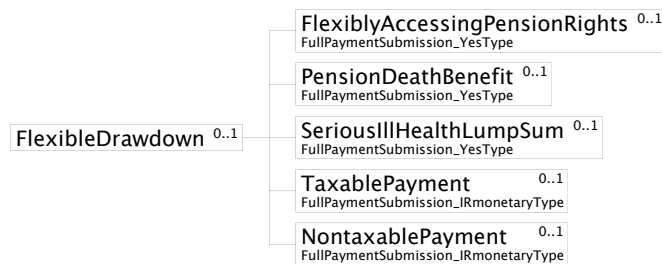 FlexiblyAccessingPensionRights 0..1
FullPaymentSubmission_YesType
PensionDeathBenefit 0..1
FullPaymentSubmission_YesType
FlexibleDrawdown 0..1
SeriousIllHealthLumpSum 0..1
FullPaymentSubmission_YesType
TaxablePayment 0..1
FullPaymentSubmission_IRmonetaryType
NontaxablePayment 0..1
FullPaymentSubmission_IRmonetaryType